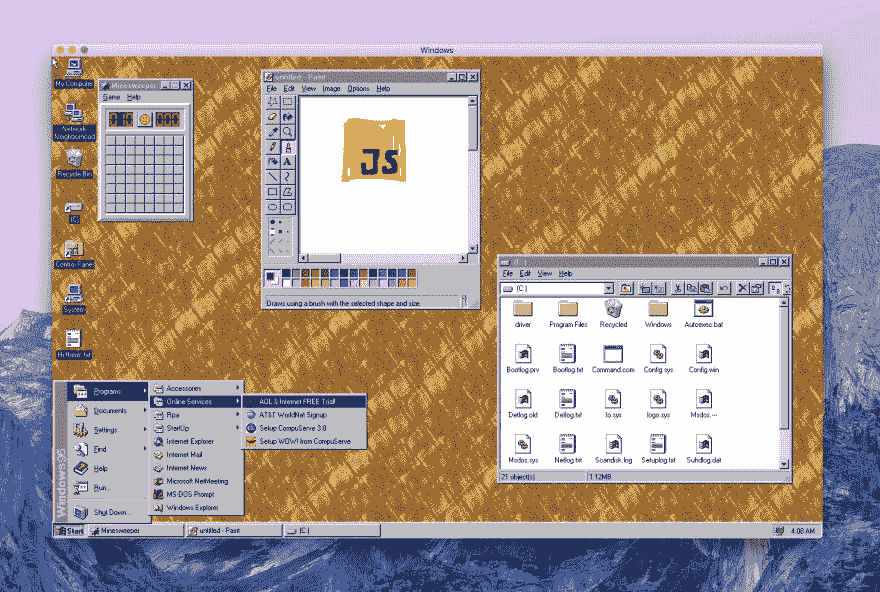 Windows
My Computer
Network
Neighborhood
Recycle Bin
(C:)
Control Panel
System
Minesweeper
Game Help
untitled - Paint
File Edit View Image Options Help
A
JS
Draws using a brush with the selected shape and size.
File Edit View Help
(C:)
driver Program Files Recycled Windows Autoexec.bat
Bootlog.prv Bootlog.txt Command.com Config.sys Config.win
Detlog.old Detlog.txt Io.sys logo.sys Msdos.---
Msdos.sys Netlog.txt Scandisk.log Setuplog.txt Suhdlog.dat
21 object(s) 1.12MB
Windows95
Programs
Documents
Settings
Find
Help
Run...
Shut Down...
Accessories
Online Services
StartUp
Internet Explorer
Internet Mail
Internet News
Microsoft NetMeeting
MS-DOS Prompt
Windows Explorer
AOL & Internet FREE Trial!
AT&T WorldNet Signup
Setup CompuServe 3.0
Setup WOW! from CompuServe
Start Minesweeper untitled - Paint (C:) 4:08 AM